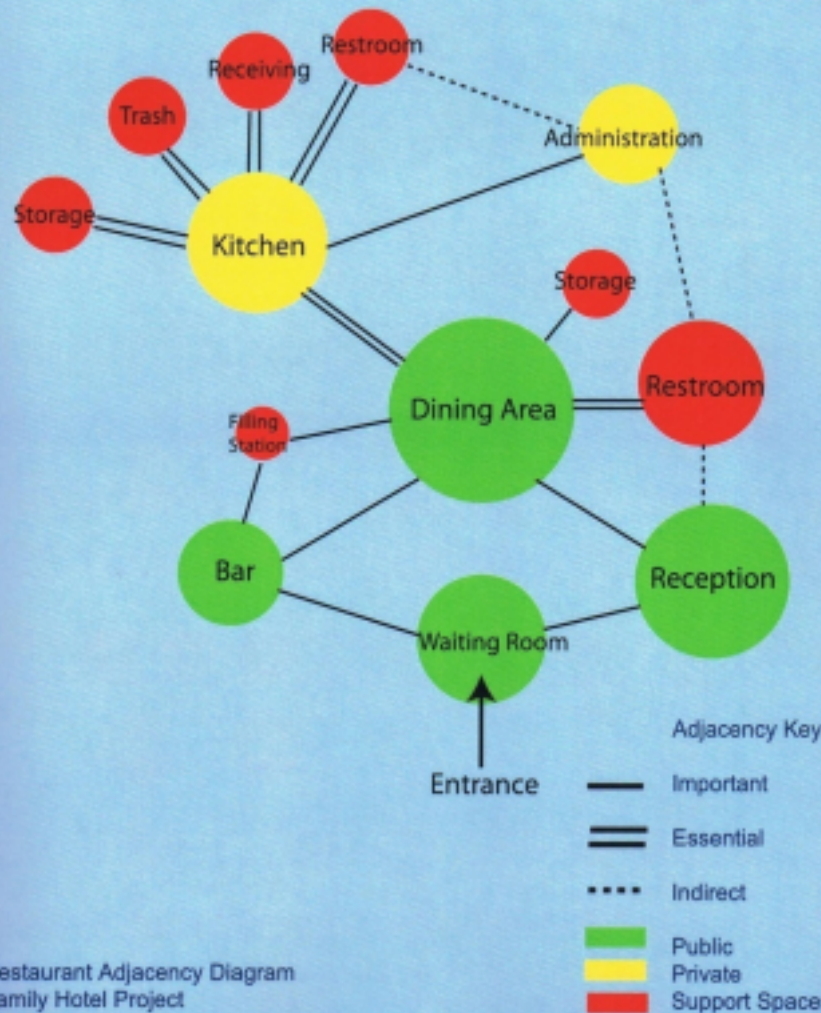 Restroom
Receiving
Trash
Administration
Storage
Kitchen
Storage
Restroom
Dining Area
Filling
Station
Bar
Reception
Waiting Room
Entrance
Adjacency Key
Important
Essential
Indirect
Public
Private
Support Space
estaurant Adjacency Diagram
amily Hotel Project